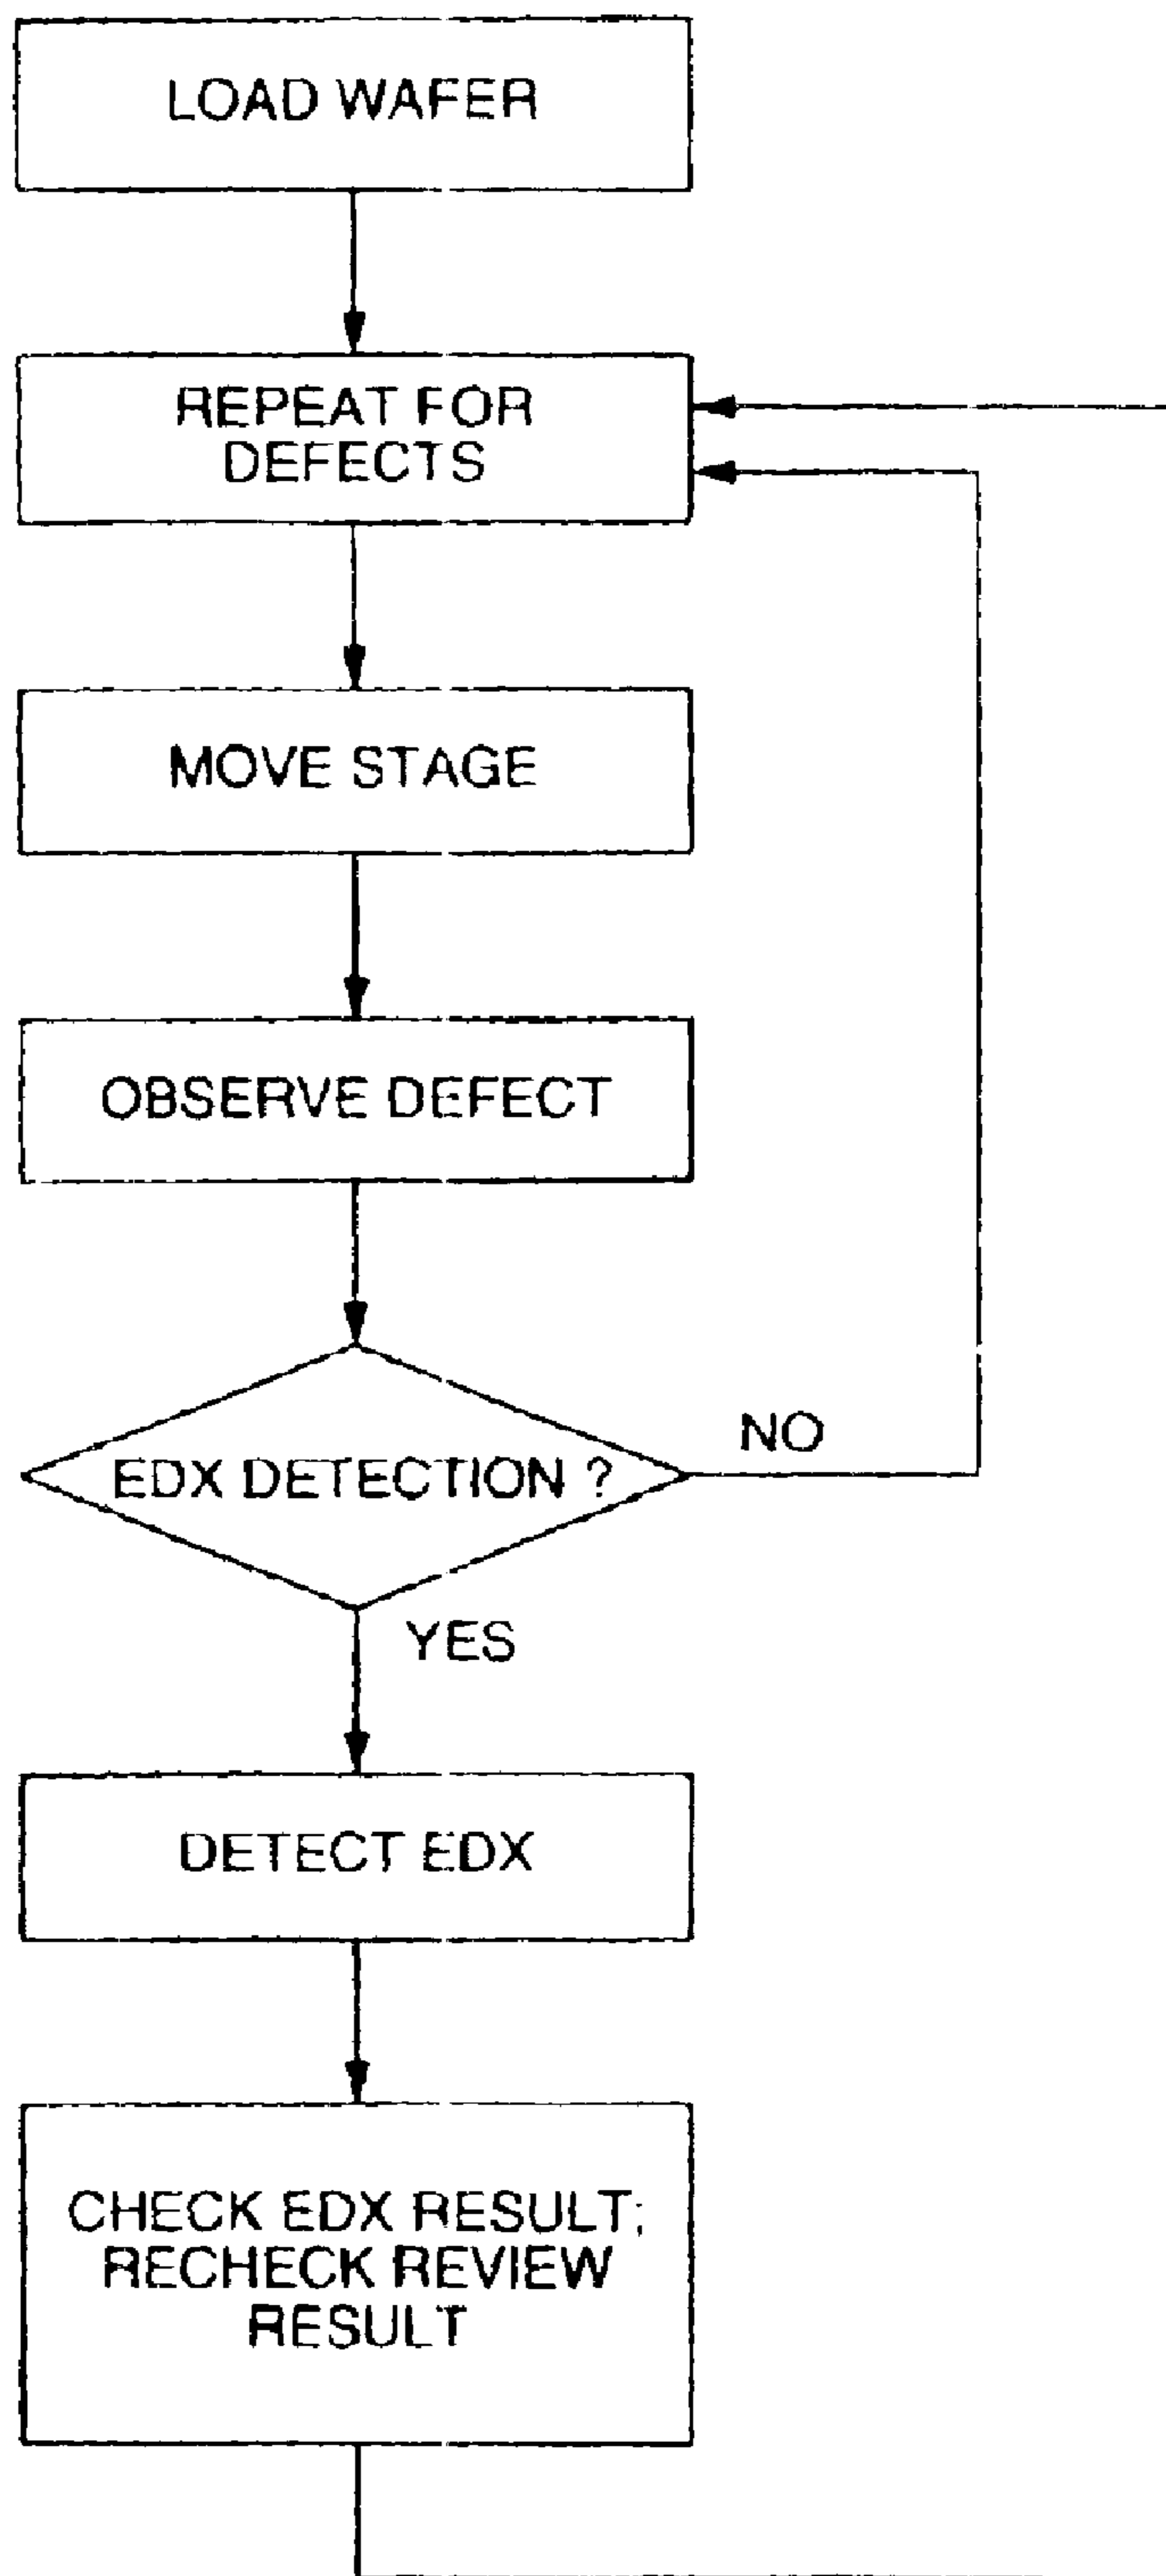 LOAD WAFER
REPEAT FOR
DEFECTS
MOVE STAGE
OBSERVE DEFECT
EDX DETECTION ?
NO
YES
DETECT EDX
CHECK EDX RESULT;
RECHECK REVIEW
RESULT